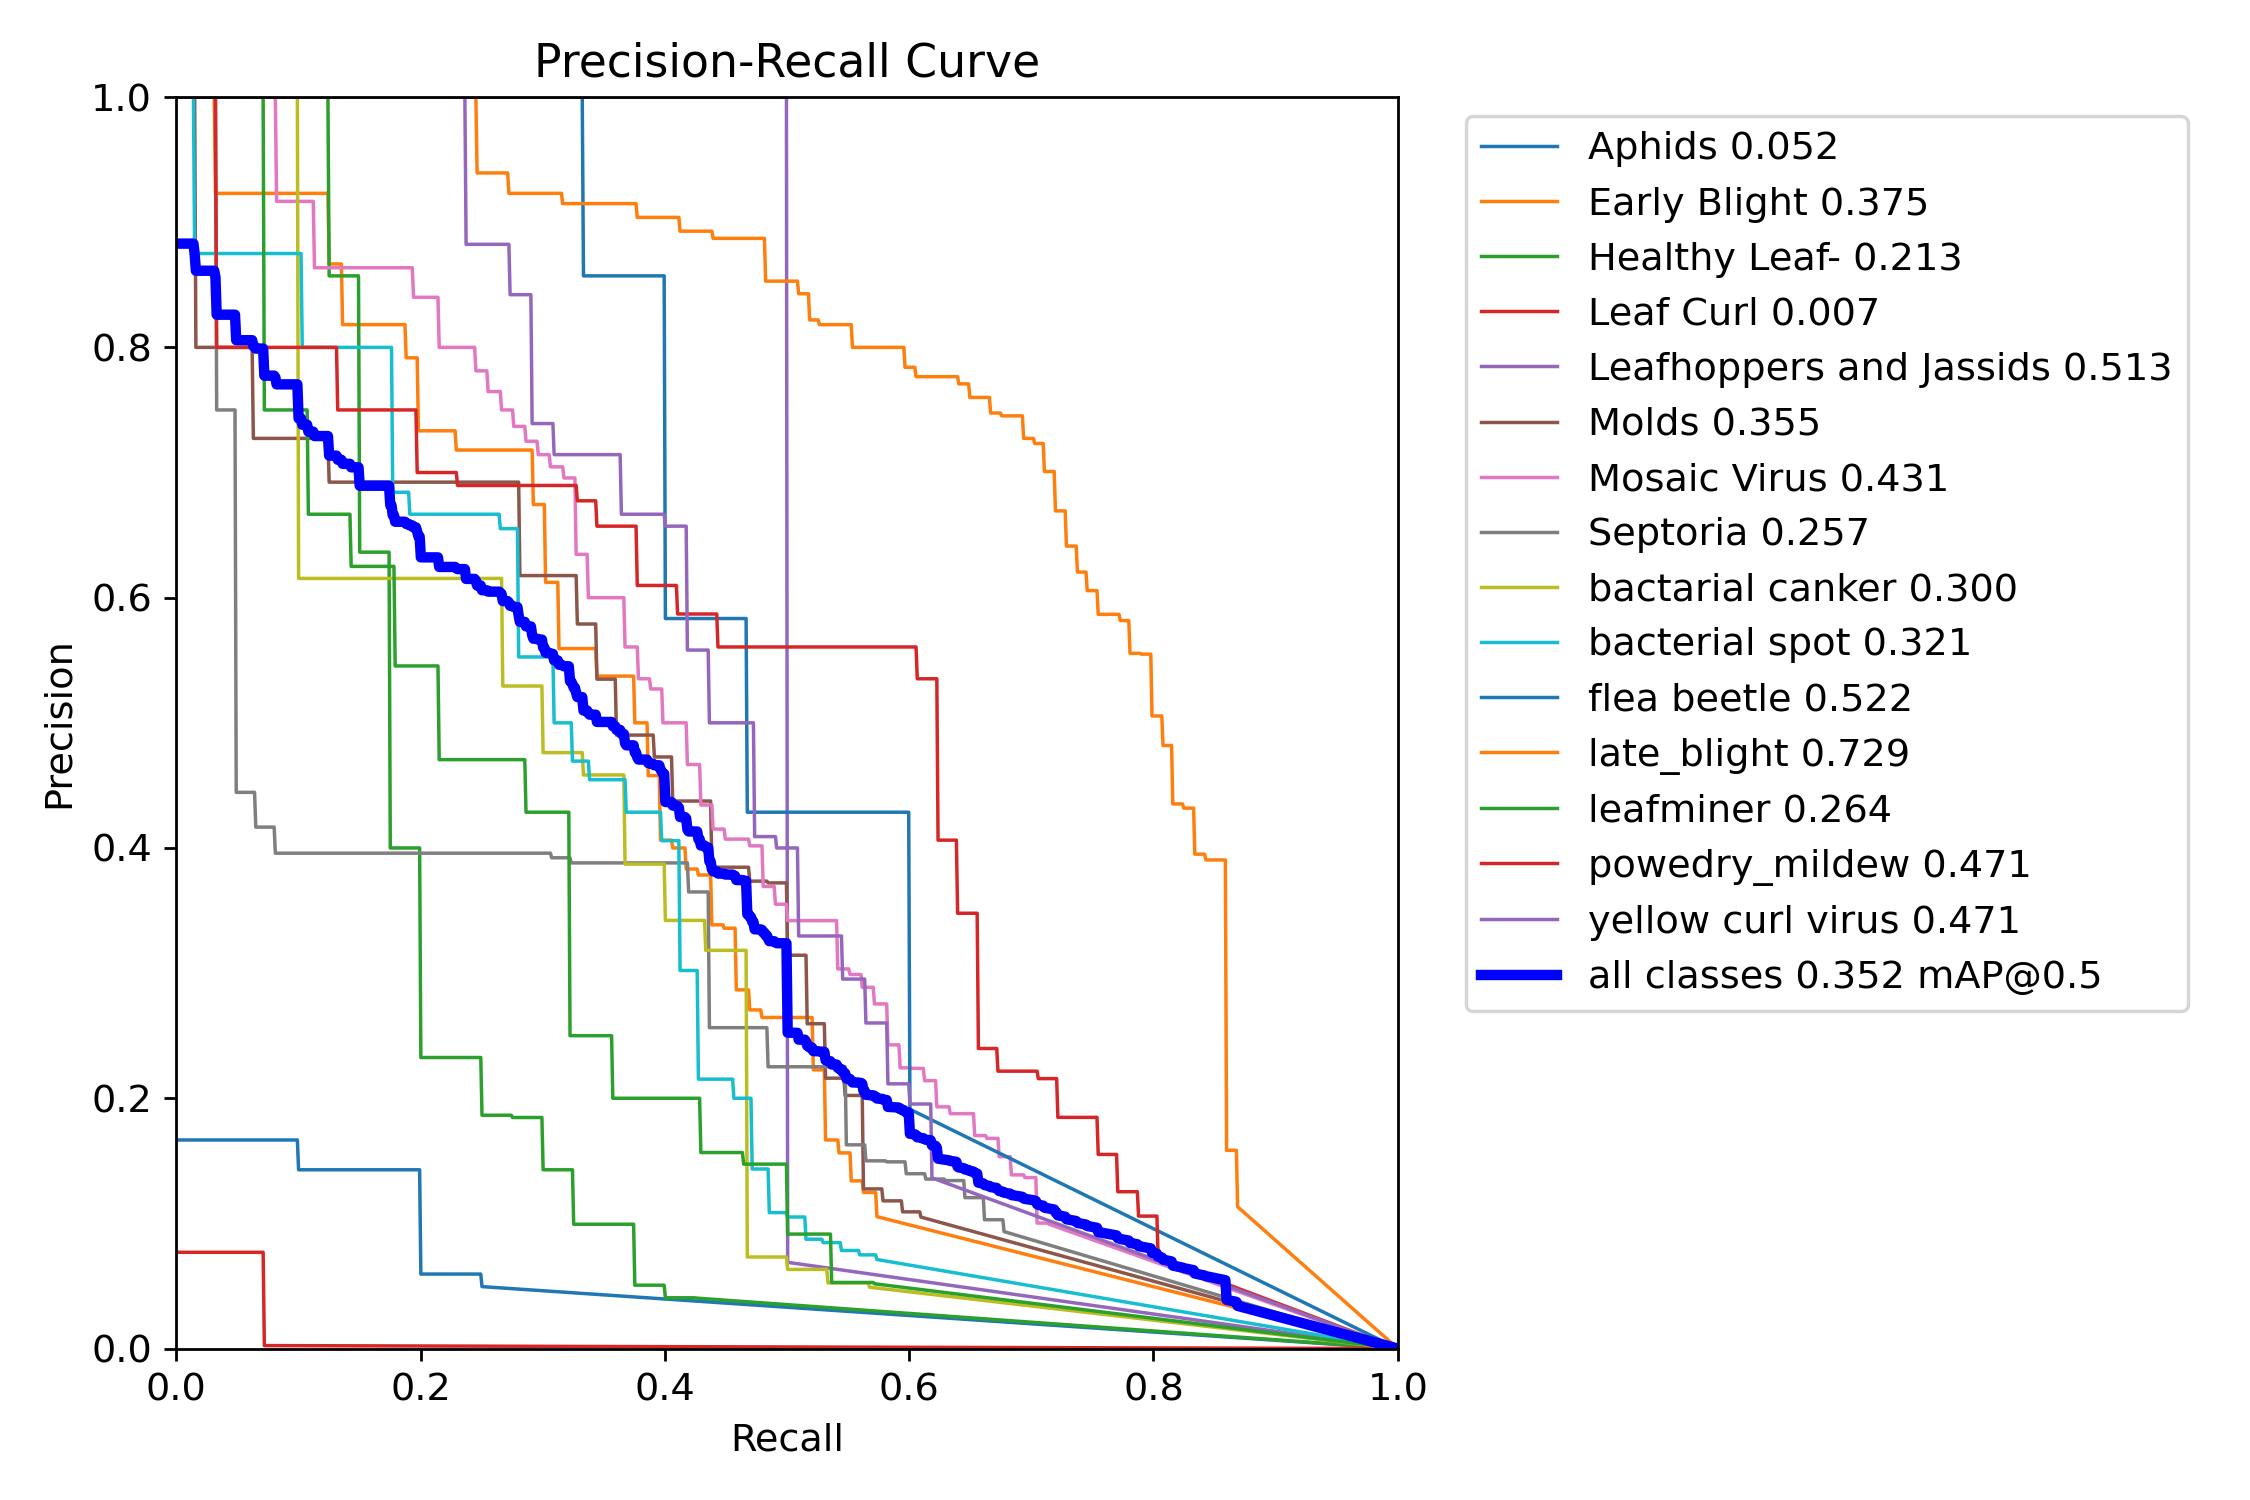 Precision-Recall Curve
1.0
0.8
0.6
0.4
0.2
0.0
Precision
0.0 0.2 0.4 0.6 0.8 1.0
Recall
Aphids 0.052
Early Blight 0.375
Healthy Leaf- 0.213
Leaf Curl 0.007
Leafhoppers and Jassids 0.513
Molds 0.355
Mosaic Virus 0.431
Septoria 0.257
bactarial canker 0.300
bacterial spot 0.321
flea beetle 0.522
late_blight 0.729
leafminer 0.264
powedry_mildew 0.471
yellow curl virus 0.471
all classes 0.352 mAP@0.5